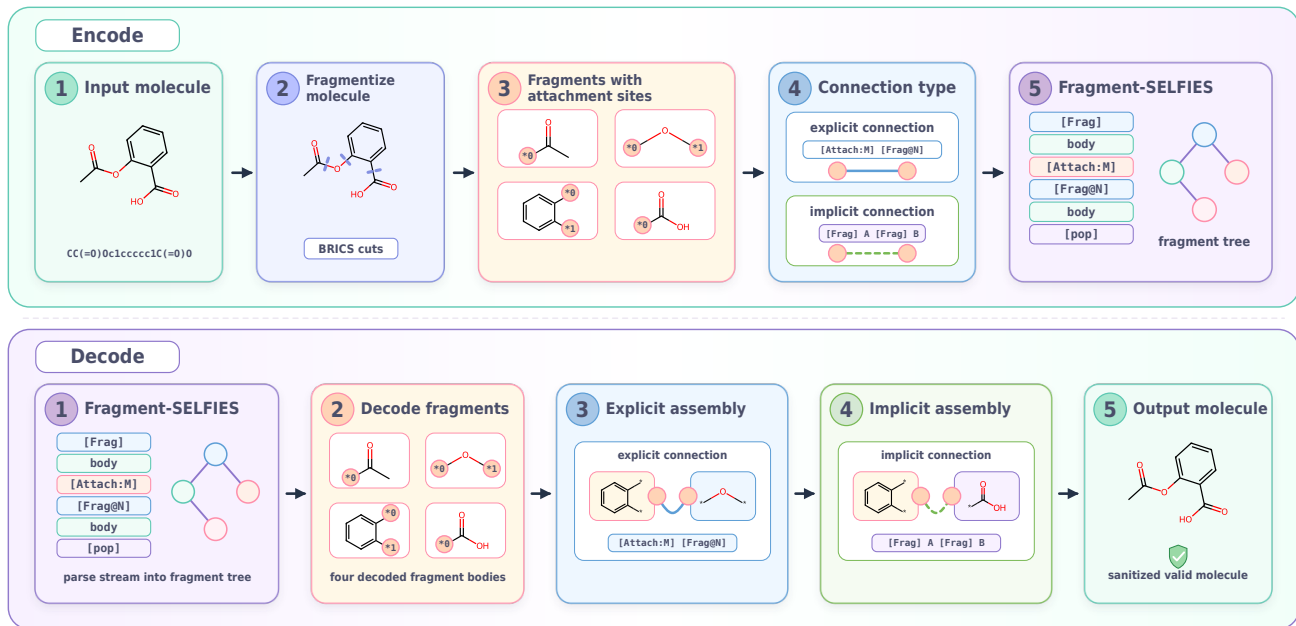 Encode
1 Input molecule
O
O
HO
O
CC(=O)Oc1ccccc1C(=O)O
2 Fragmentize
molecule
O
O
HO
O
BRICS cuts
3 Fragments with
attachment sites
O
*0
O
*0
*1
*0
*1
O
*0
OH
4 Connection type
explicit connection
[Attach:M] [Frag@N]
implicit connection
[Frag] A [Frag] B
5 Fragment-SELFIES
[Frag]
body
[Attach:M]
[Frag@N]
body
[pop]
fragment tree
Decode
1 Fragment-SELFIES
[Frag]
body
[Attach:M]
[Frag@N]
body
[pop]
parse stream into fragment tree
2 Decode fragments
O
*0
O
*0
*1
*0
*1
O
*0
OH
four decoded fragment bodies
3 Explicit assembly
explicit connection
*
*
O
*
*
[Attach:M] [Frag@N]
4 Implicit assembly
implicit connection
*
*
O
*
OH
[Frag] A [Frag] B
5 Output molecule
O
O
HO
O
sanitized valid molecule